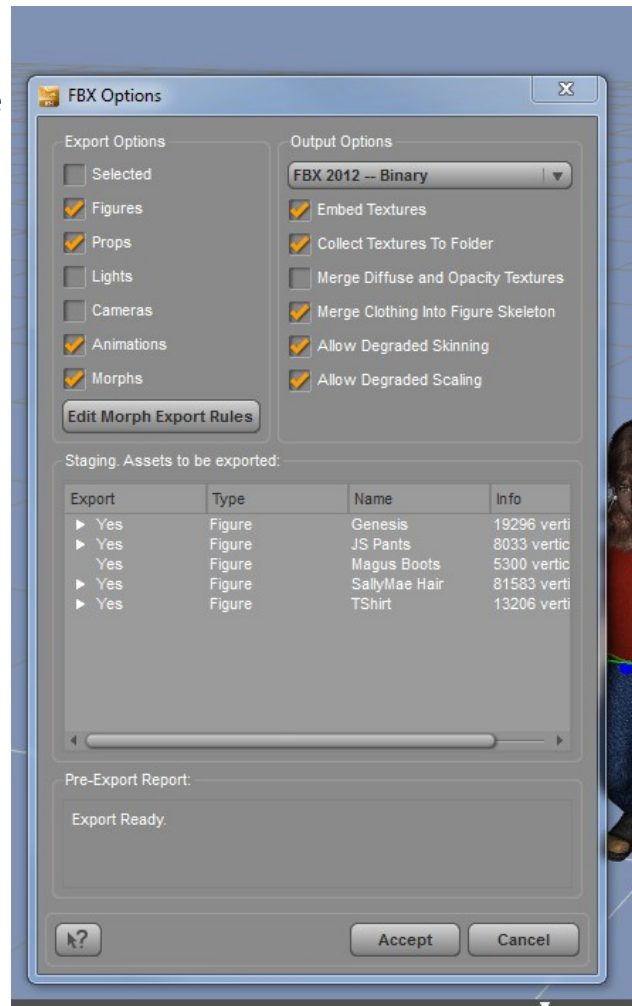 FBX Options
Export Options
Selected
Figures
Props
Lights
Cameras
Animations
Morphs
Edit Morph Export Rules
Output Options
FBX 2012 -- Binary
Embed Textures
Collect Textures To Folder
Merge Diffuse and Opacity Textures
Merge Clothing Into Figure Skeleton
Allow Degraded Skinning
Allow Degraded Scaling
Staging. Assets to be exported:
Export Type Name Info
Yes Figure Genesis 19296 verti
Yes Figure JS Pants 8033 vertic
Yes Figure Magus Boots 5300 vertic
Yes Figure SallyMae Hair 81583 verti
Yes Figure TShirt 13206 verti
Pre-Export Report:
Export Ready.
Accept Cancel